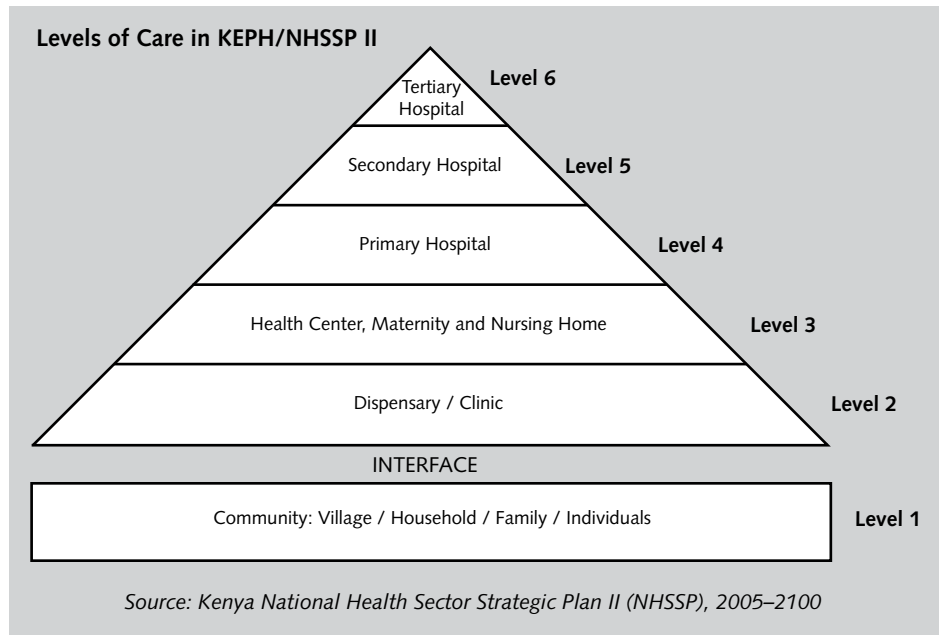 Levels of Care in KEPH/NHSSP II
Tertiary
Hospital
Level 6
Secondary Hospital
Level 5
Primary Hospital
Level 4
Health Center, Maternity and Nursing Home
Level 3
Dispensary / Clinic
Level 2
INTERFACE
Community: Village / Household / Family / Individuals
Level 1
Source: Kenya National Health Sector Strategic Plan II (NHSSP), 2005–2100